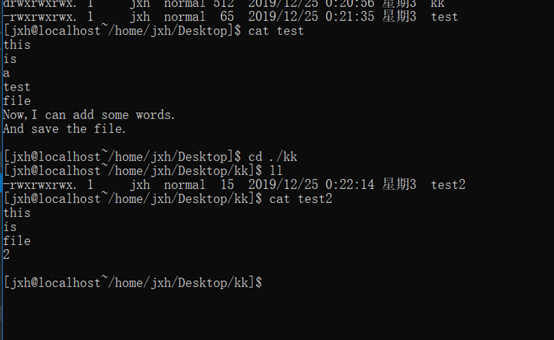 drwxrwxrwx. 1 jxh normal 512 2019/12/25 0:20:56 星期3 kk
-rwxrwxrwx. 1 jxh normal 65 2019/12/25 0:21:35 星期3 test
[jxh@localhost~/home/jxh/Desktop]$ cat test
this
is
a
test
file
Now,I can add some words.
And save the file.
[jxh@localhost~/home/jxh/Desktop]$ cd ./kk
[jxh@localhost~/home/jxh/Desktop/kk]$ ll
-rwxrwxrwx. 1 jxh normal 15 2019/12/25 0:22:14 星期3 test2
[jxh@localhost~/home/jxh/Desktop/kk]$ cat test2
this
is
file
2
[jxh@localhost~/home/jxh/Desktop/kk]$